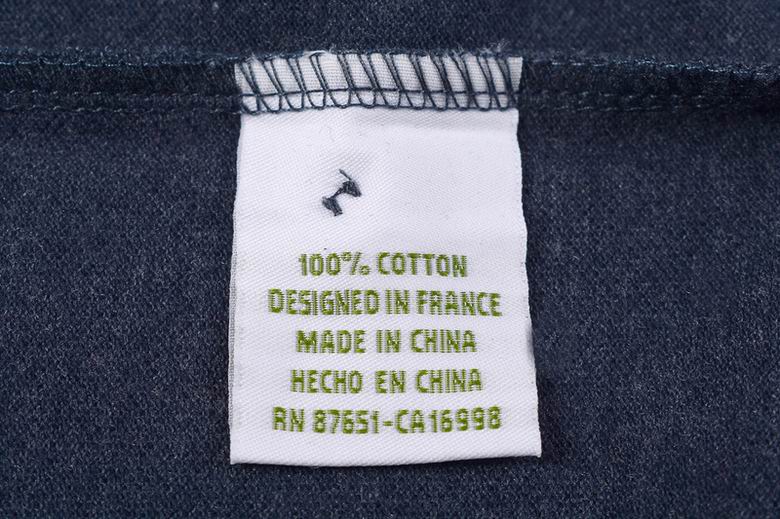 100% COTTON
DESIGNED IN FRANCE
MADE IN CHINA
HECHO EN CHINA
RN 87651-CA16998